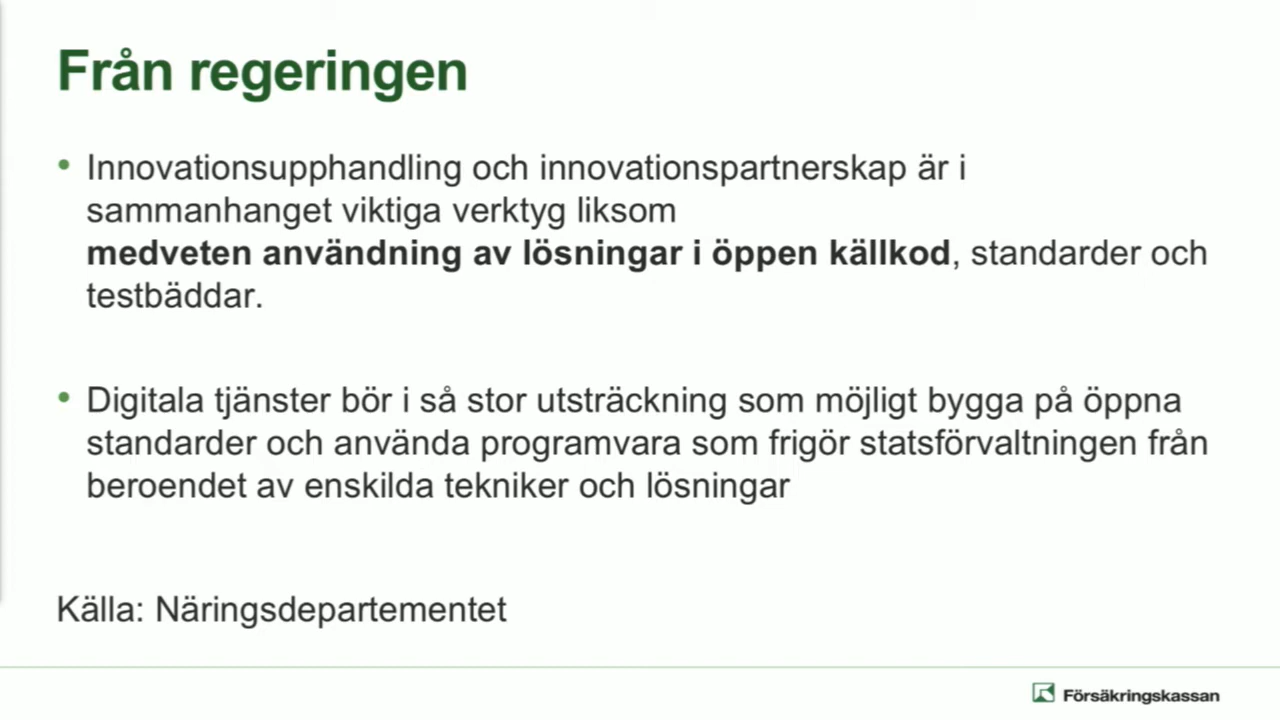 Från regeringen
• Innovationsupphandling och innovationspartnerskap är i
sammanhanget viktiga verktyg liksom
medveten användning av lösningar i öppen källkod, standarder och
testbäddar.
• Digitala tjänster bör i så stor utsträckning som möjligt bygga på öppna
standarder och använda programvara som frigör statsförvaltningen från
beroendet av enskilda tekniker och lösningar
Källa: Näringsdepartementet
Försäkringskassan